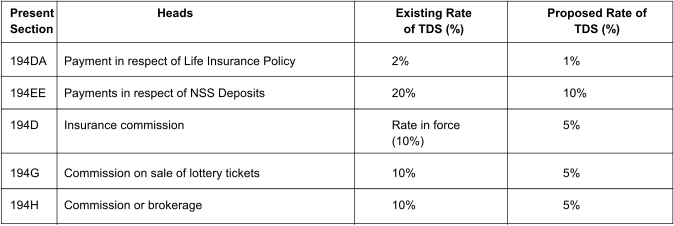 Present Section Heads Existing Rate of TDS (%) Proposed Rate of TDS (%)
194DA Payment in respect of Life Insurance Policy 2% 1%
194EE Payments in respect of NSS Deposits 20% 10%
194D Insurance commission Rate in force (10%) 5%
194G Commission on sale of lottery tickets 10% 5%
194H Commission or brokerage 10% 5%